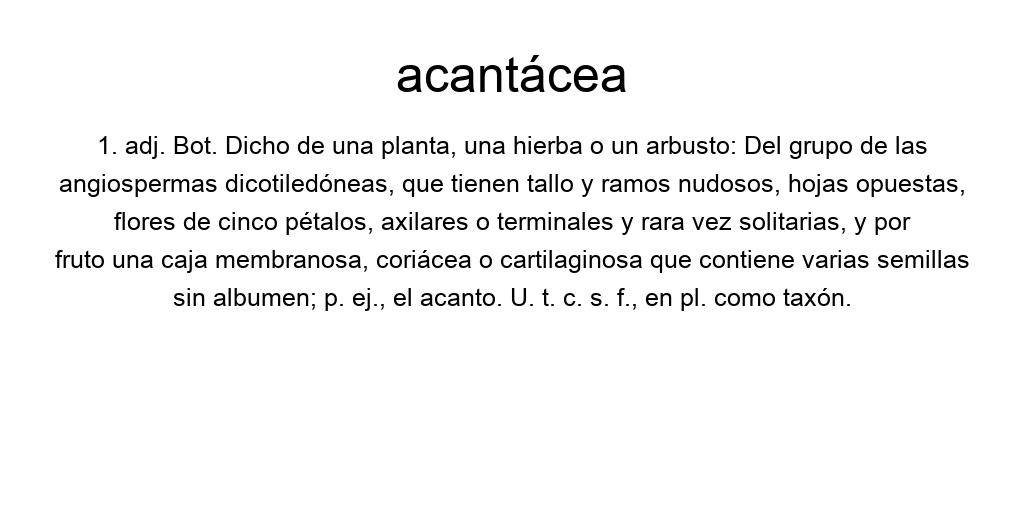 acantácea
1. adj. Bot. Dicho de una planta, una hierba o un arbusto: Del grupo de las
angiospermas dicotiledóneas, que tienen tallo y ramos nudosos, hojas opuestas,
flores de cinco pétalos, axilares o terminales y rara vez solitarias, y por
fruto una caja membranosa, coriácea o cartilaginosa que contiene varias semillas
sin albumen; p. ej., el acanto. U. t. c. s. f., en pl. como taxón.